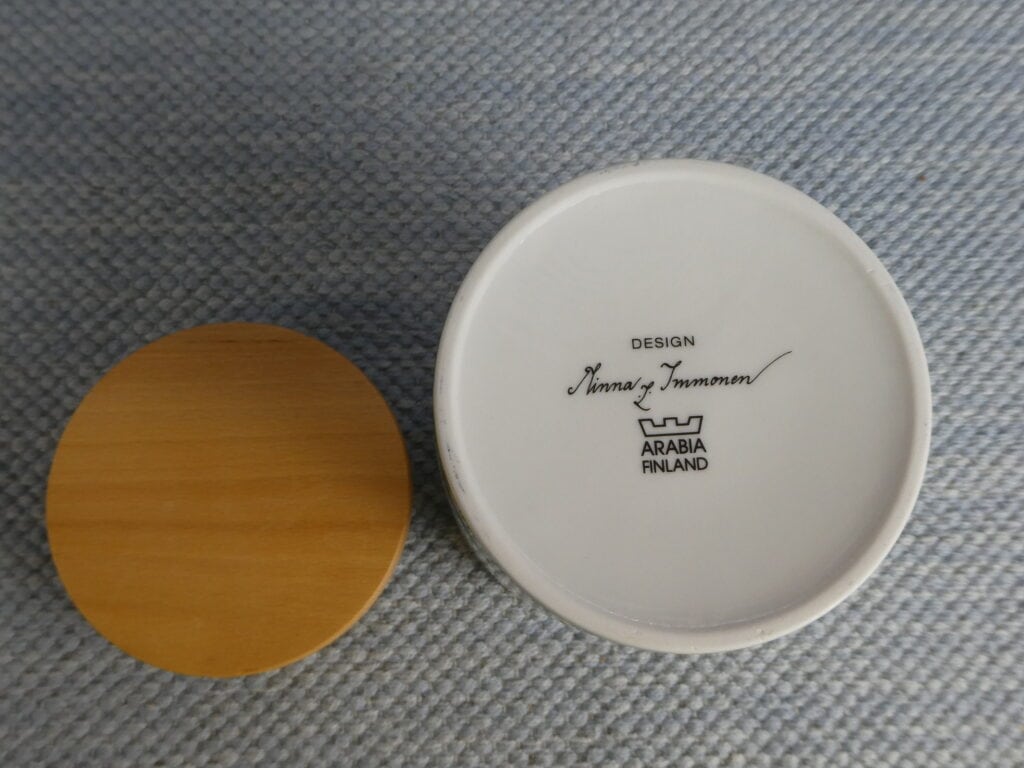 DESIGN
Minna L. Immonen
ARABIA
FINLAND